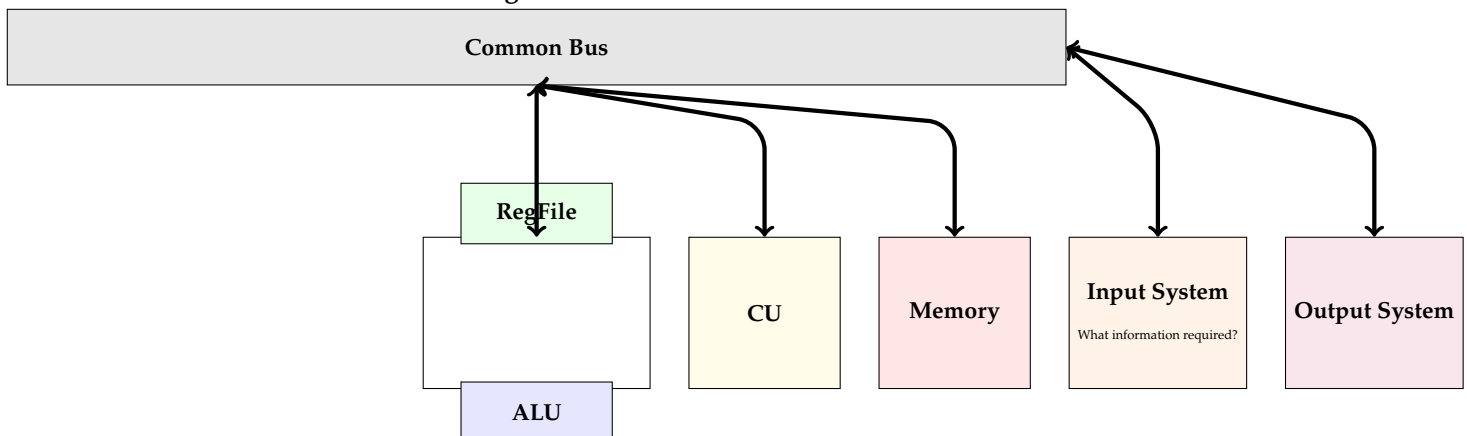 Common Bus
RegFile
CU
Memory
Input System
What information required?
Output System
ALU